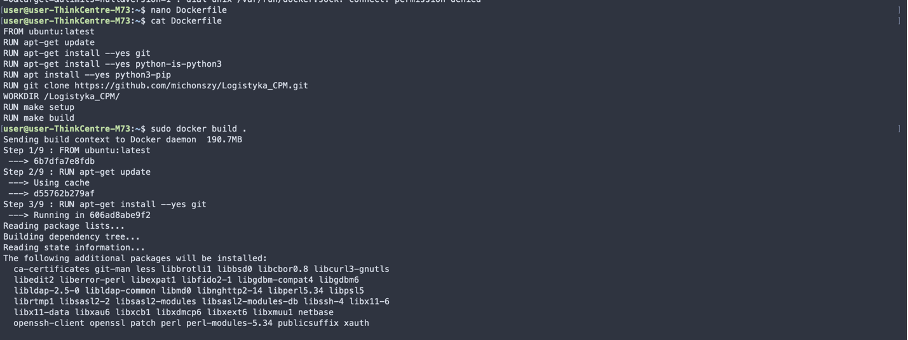 [user@user-ThinkCentre-M73:~$ nano Dockerfile ]
[user@user-ThinkCentre-M73:~$ cat Dockerfile ]
FROM ubuntu:latest
RUN apt-get update
RUN apt-get install --yes git
RUN apt-get install --yes python-is-python3
RUN apt install --yes python3-pip
RUN git clone https://github.com/michonszy/Logistyka_CPM.git
WORKDIR /Logistyka_CPM/
RUN make setup
RUN make build
[user@user-ThinkCentre-M73:~$ sudo docker build . ]
Sending build context to Docker daemon  190.7MB
Step 1/9 : FROM ubuntu:latest
 ---> 6b7dfa7e8fdb
Step 2/9 : RUN apt-get update
 ---> Using cache
 ---> d55762b279af
Step 3/9 : RUN apt-get install --yes git
 ---> Running in 606ad8abe9f2
Reading package lists...
Building dependency tree...
Reading state information...
The following additional packages will be installed:
  ca-certificates git-man less libbrotli1 libbsd0 libcbor0.8 libcurl3-gnutls
  libedit2 liberror-perl libexpat1 libfido2-1 libgdbm-compat4 libgdbm6
  libldap-2.5-0 libldap-common libmd0 libnghttp2-14 libperl5.34 libpsl5
  librtmp1 libsasl2-2 libsasl2-modules libsasl2-modules-db libssh-4 libx11-6
  libx11-data libxau6 libxcb1 libxdmcp6 libxext6 libxmuu1 netbase
  openssh-client openssl patch perl perl-modules-5.34 publicsuffix xauth